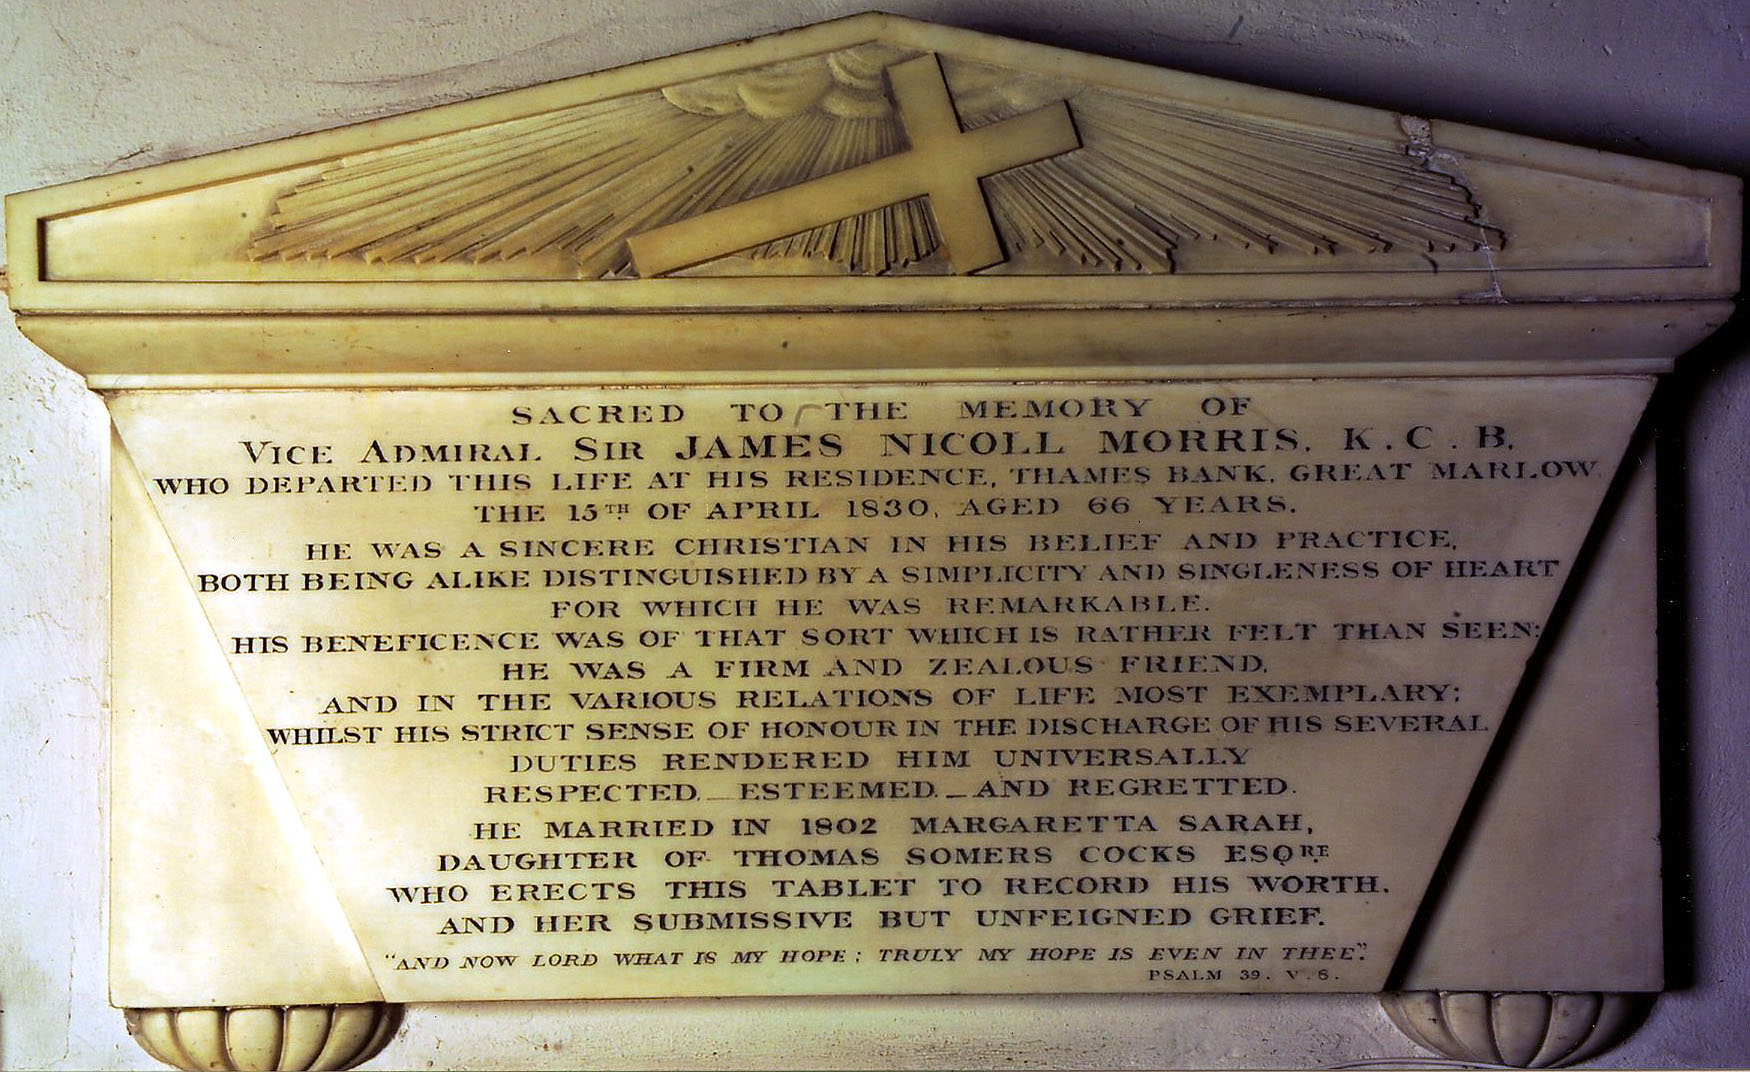 SACRED TO THE MEMORY OF
VICE ADMIRAL SIR JAMES NICOLL MORRIS, K.C.B.
WHO DEPARTED THIS LIFE AT HIS RESIDENCE, THAMES BANK, GREAT MARLOW
THE 15TH OF APRIL 1830, AGED 66 YEARS.
HE WAS A SINCERE CHRISTIAN IN HIS BELIEF AND PRACTICE,
BOTH BEING ALIKE DISTINGUISHED BY A SIMPLICITY AND SINGLENESS OF HEART
FOR WHICH HE WAS REMARKABLE.
HIS BENEFICENCE WAS OF THAT SORT WHICH IS RATHER FELT THAN SEEN:
HE WAS A FIRM AND ZEALOUS FRIEND,
AND IN THE VARIOUS RELATIONS OF LIFE MOST EXEMPLARY:
WHILST HIS STRICT SENSE OF HONOUR IN THE DISCHARGE OF HIS SEVERAL
DUTIES RENDERED HIM UNIVERSALLY
RESPECTED, _ ESTEEMED, _ AND REGRETTED.
HE MARRIED IN 1802 MARGARETTA SARAH,
DAUGHTER OF THOMAS SOMERS COCKS ESQRE
WHO ERECTS THIS TABLET TO RECORD HIS WORTH,
AND HER SUBMISSIVE BUT UNFEIGNED GRIEF.
"AND NOW LORD WHAT IS MY HOPE: TRULY MY HOPE IS EVEN IN THEE".
PSALM 39. V. 8.